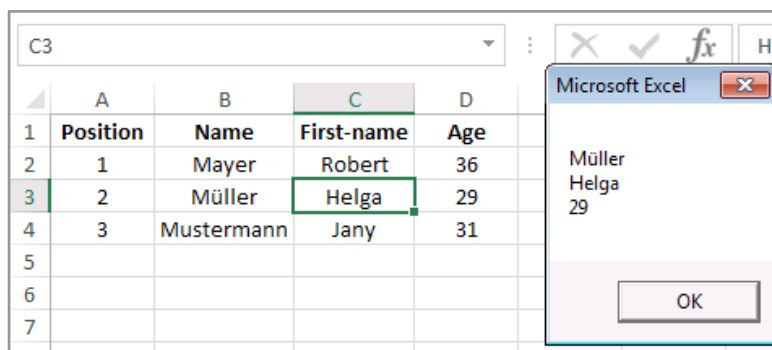 C3 fx H
Microsoft Excel
A B C D
1 Position Name First-name Age
2 1 Mayer Robert 36
3 2 Müller Helga 29
4 3 Mustermann Jany 31
5
6
7
Müller
Helga
29
OK